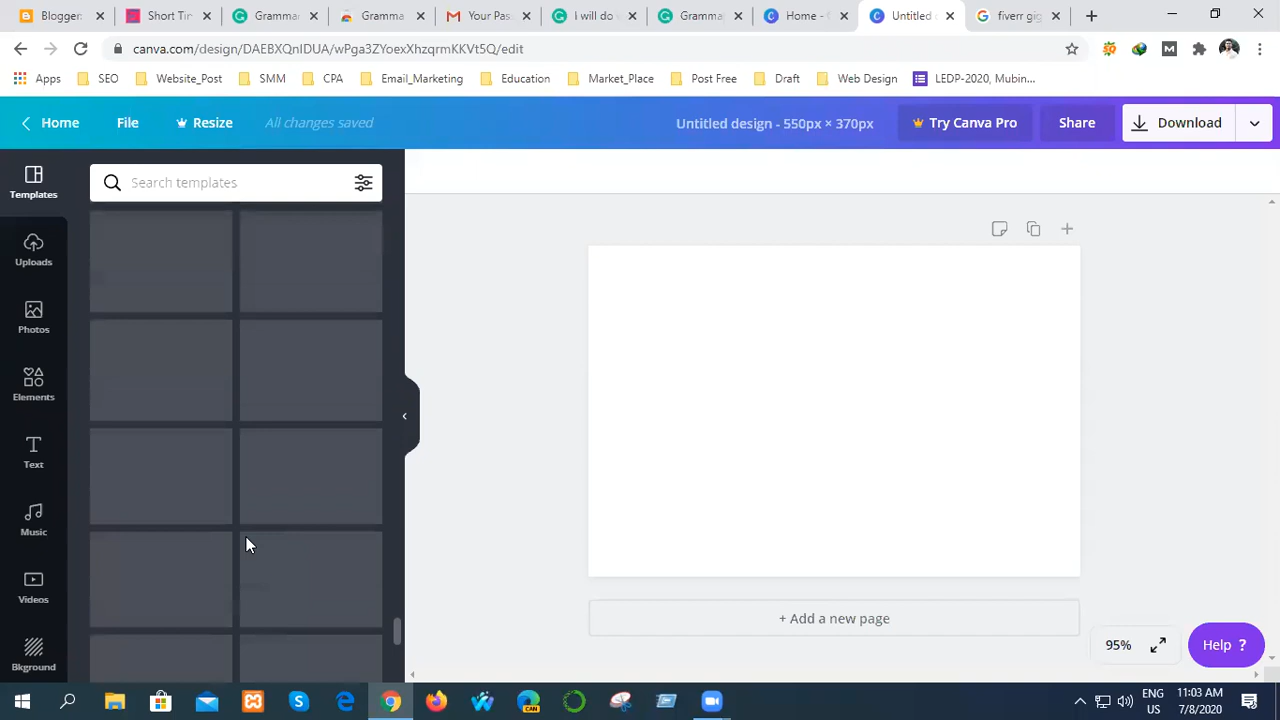 Blogger:
Short Tir
Grammar
Gramma
Your Pas
I will do V
Gramma
Home -
Untitled
fiverr gig
canva.com/design/DAEBXQnIDUA/wPga3ZYoexXhzqrmKKVt5Q/edit
Apps
SEO
Website_Post
SMM
CPA
Email_Marketing
Education
Market_Place
Post Free
Draft
Web Design
LEDP-2020, Mubin...
Home
File
Resize
All changes saved
Untitled design - 550px × 370px
Try Canva Pro
Share
Download
Templates
Search templates
Uploads
Photos
Elements
Text
Music
Videos
Bkground
+ Add a new page
95%
Help ?
CAN
ENG
US
11:03 AM
7/8/2020